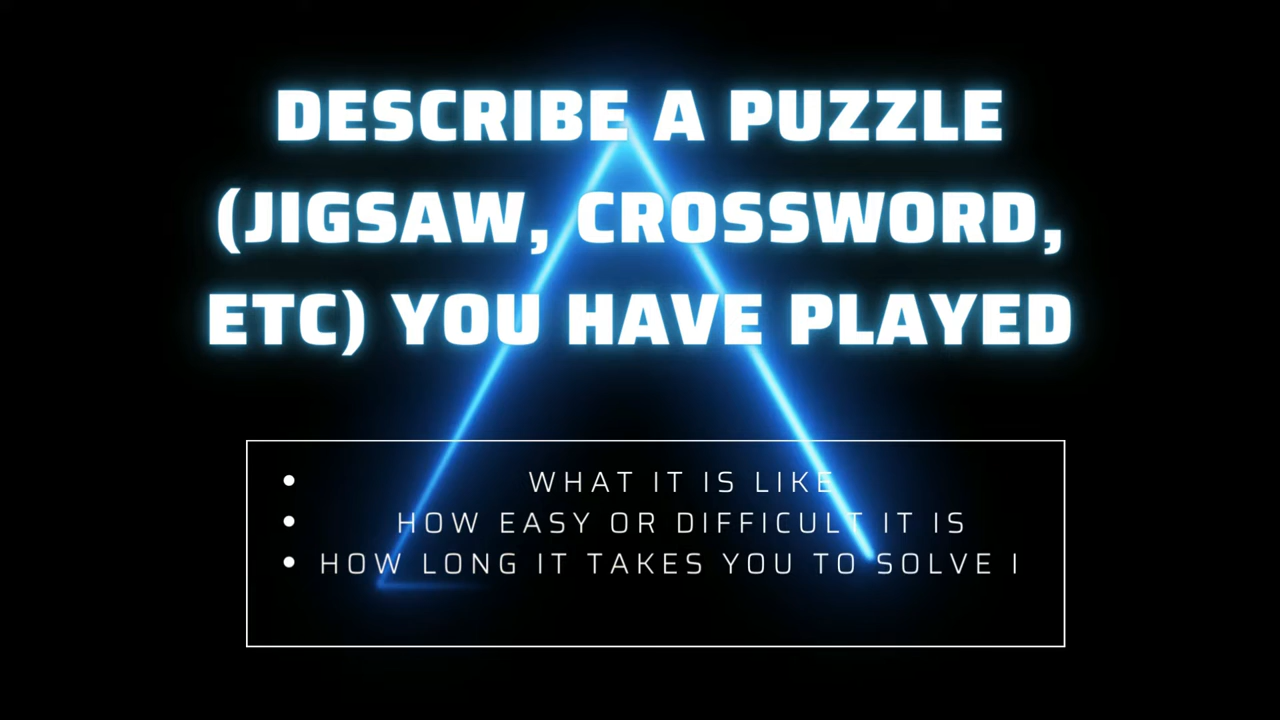 DESCRIBE A PUZZLE
(JIGSAW, CROSSWORD,
ETC) YOU HAVE PLAYED
• WHAT IT IS LIKE
• HOW EASY OR DIFFICULT IT IS
• HOW LONG IT TAKES YOU TO SOLVE I